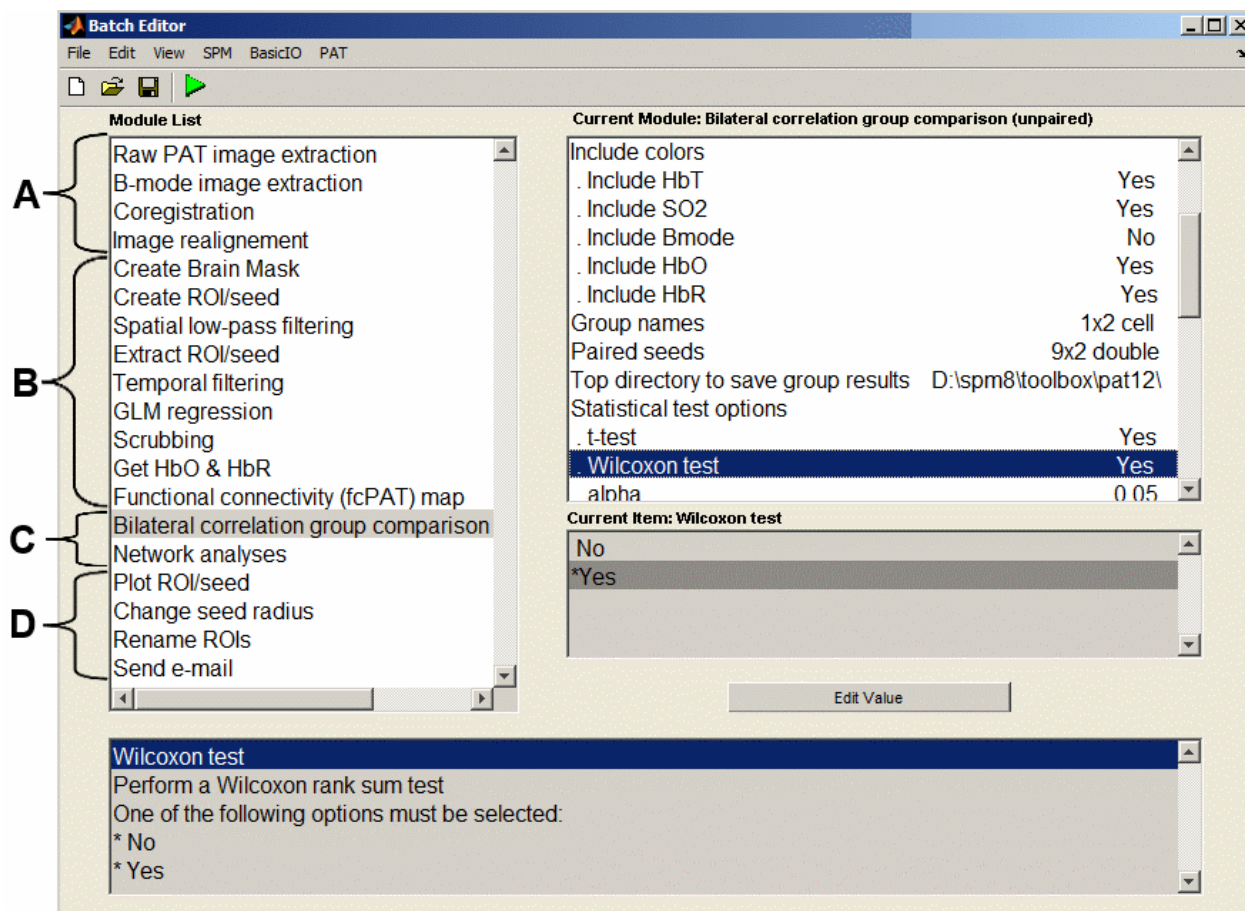 Batch Editor
File Edit View SPM BasicIO PAT
Module List
A
Raw PAT image extraction
B-mode image extraction
Coregistration
Image realignement
B
Create Brain Mask
Create ROI/seed
Spatial low-pass filtering
Extract ROI/seed
Temporal filtering
GLM regression
Scrubbing
Get HbO & HbR
Functional connectivity (fcPAT) map
C
Bilateral correlation group comparison
Network analyses
D
Plot ROI/seed
Change seed radius
Rename ROIs
Send e-mail
Current Module: Bilateral correlation group comparison (unpaired)
Include colors
. Include HbT Yes
. Include SO2 Yes
. Include Bmode No
. Include HbO Yes
. Include HbR Yes
Group names 1x2 cell
Paired seeds 9x2 double
Top directory to save group results D:\spm8\toolbox\pat12\
Statistical test options
. t-test Yes
. Wilcoxon test Yes
. alpha 0.05
Current Item: Wilcoxon test
No
*Yes
Edit Value
Wilcoxon test
Perform a Wilcoxon rank sum test
One of the following options must be selected:
* No
* Yes